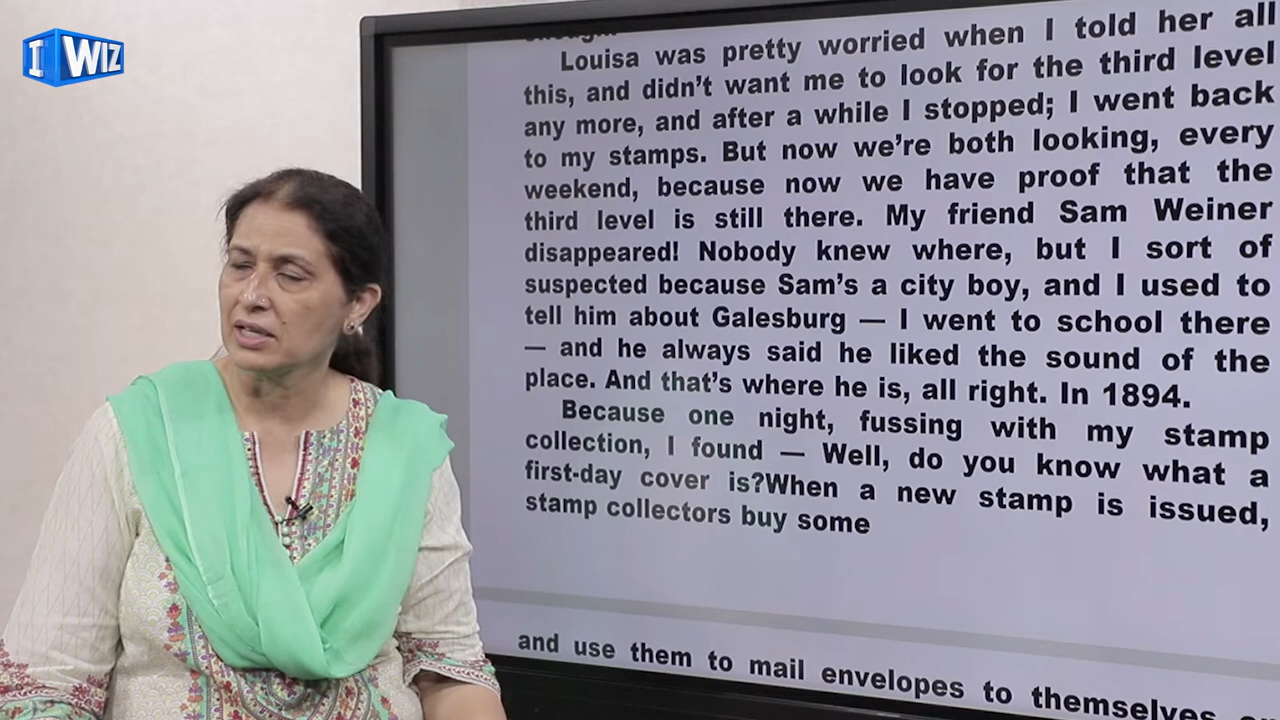 I WIZ
Louisa was pretty worried when I told her all
this, and didn't want me to look for the third level
any more, and after a while I stopped; I went back
to my stamps. But now we're both looking, every
weekend, because now we have proof that the
third level is still there. My friend Sam Weiner
disappeared! Nobody knew where, but I sort of
suspected because Sam's a city boy, and I used to
tell him about Galesburg — I went to school there
— and he always said he liked the sound of the
place. And that's where he is, all right. In 1894.
Because one night, fussing with my stamp
collection, I found — Well, do you know what a
first-day cover is?When a new stamp is issued,
stamp collectors buy some
and use them to mail envelopes to themselves